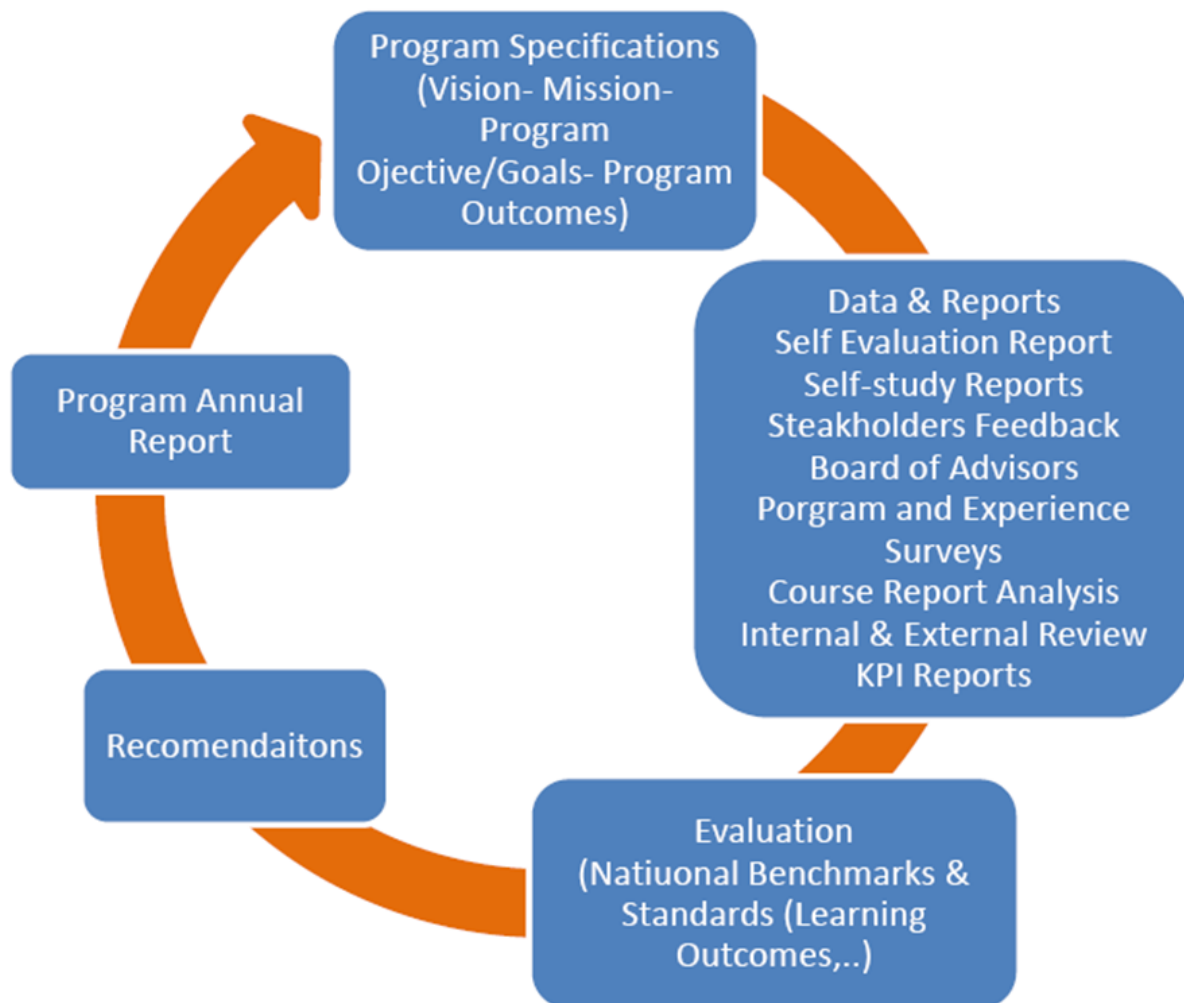 Program Specifications
(Vision- Mission-
Program
Ojective/Goals- Program
Outcomes)
Data & Reports
Self Evaluation Report
Self-study Reports
Steakholders Feedback
Board of Advisors
Porgram and Experience
Surveys
Course Report Analysis
Internal & External Review
KPI Reports
Evaluation
(Natiuonal Benchmarks &
Standards (Learning
Outcomes,..)
Recomendaitons
Program Annual
Report